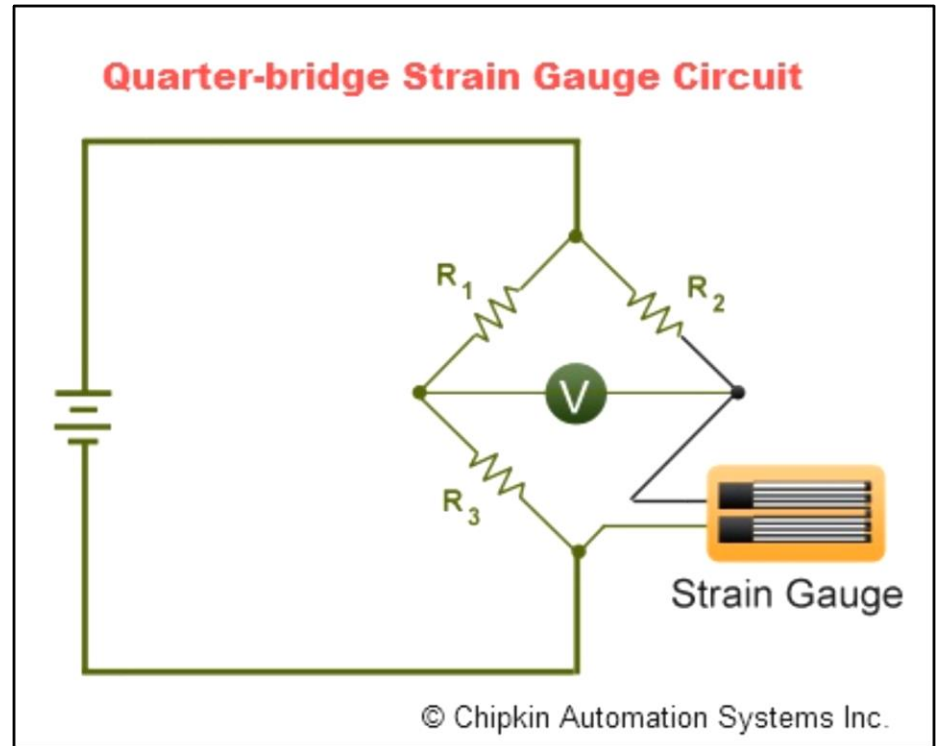 Quarter-bridge Strain Gauge Circuit
R1
R2
V
R3
Strain Gauge
© Chipkin Automation Systems Inc.